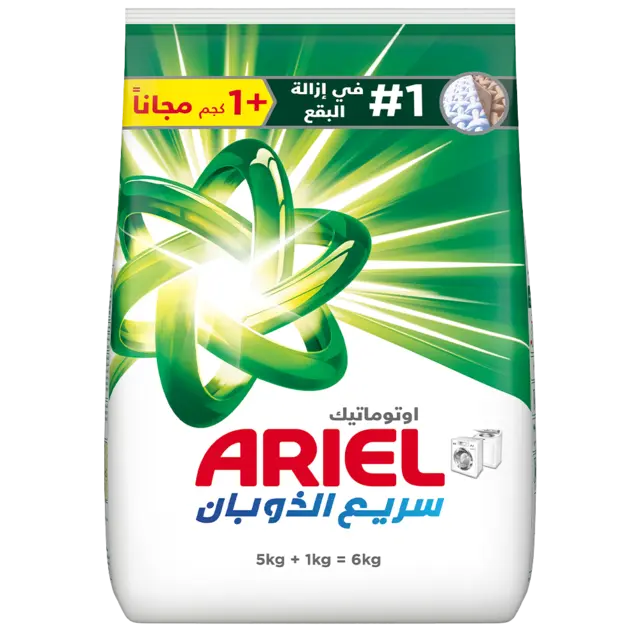 #1 في إزالة
البقع
+1 كجم مجاناً
اوتوماتيك
ARIEL
سريع الذوبان
5kg + 1kg = 6kg